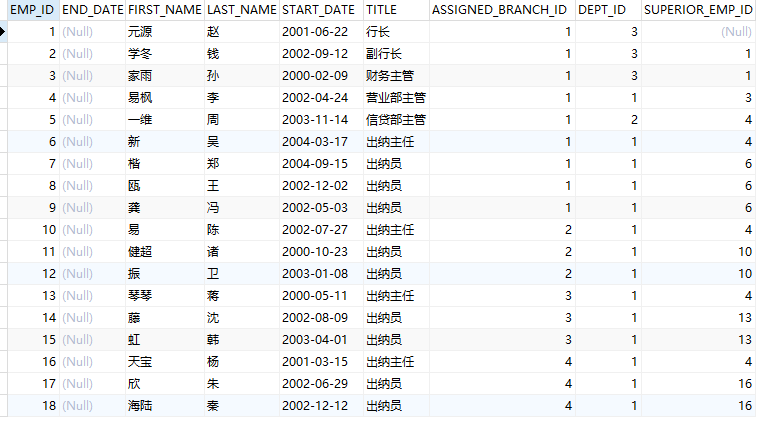 EMP_ID END_DATE FIRST_NAME LAST_NAME START_DATE TITLE ASSIGNED_BRANCH_ID DEPT_ID SUPERIOR_EMP_ID
1 (Null) 元源 赵 2001-06-22 行长 1 3 (Null)
2 (Null) 学冬 钱 2002-09-12 副行长 1 3 1
3 (Null) 家雨 孙 2000-02-09 财务主管 1 3 1
4 (Null) 易枫 李 2002-04-24 营业部主管 1 1 3
5 (Null) 一维 周 2003-11-14 信贷部主管 1 2 4
6 (Null) 新 吴 2004-03-17 出纳主任 1 1 4
7 (Null) 楷 郑 2004-09-15 出纳员 1 1 6
8 (Null) 瓯 王 2002-12-02 出纳员 1 1 6
9 (Null) 龚 冯 2002-05-03 出纳员 1 1 6
10 (Null) 易 陈 2002-07-27 出纳主任 2 1 4
11 (Null) 健超 诸 2000-10-23 出纳员 2 1 10
12 (Null) 振 卫 2003-01-08 出纳员 2 1 10
13 (Null) 琴琴 蒋 2000-05-11 出纳主任 3 1 4
14 (Null) 藤 沈 2002-08-09 出纳员 3 1 13
15 (Null) 虹 韩 2003-04-01 出纳员 3 1 13
16 (Null) 天宝 杨 2001-03-15 出纳主任 4 1 4
17 (Null) 欣 朱 2002-06-29 出纳员 4 1 16
18 (Null) 海陆 秦 2002-12-12 出纳员 4 1 16